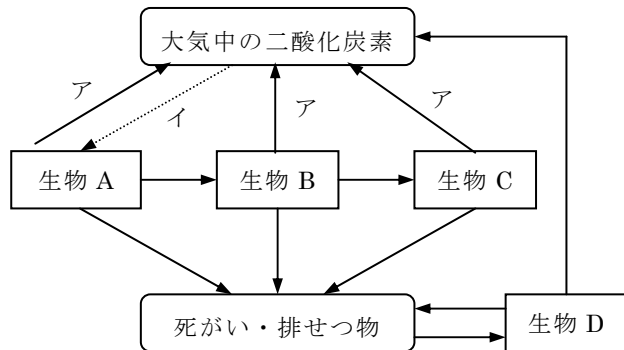 大気中の二酸化炭素
ア
イ
ア
ア
生物 A
生物 B
生物 C
死がい・排せつ物
生物 D